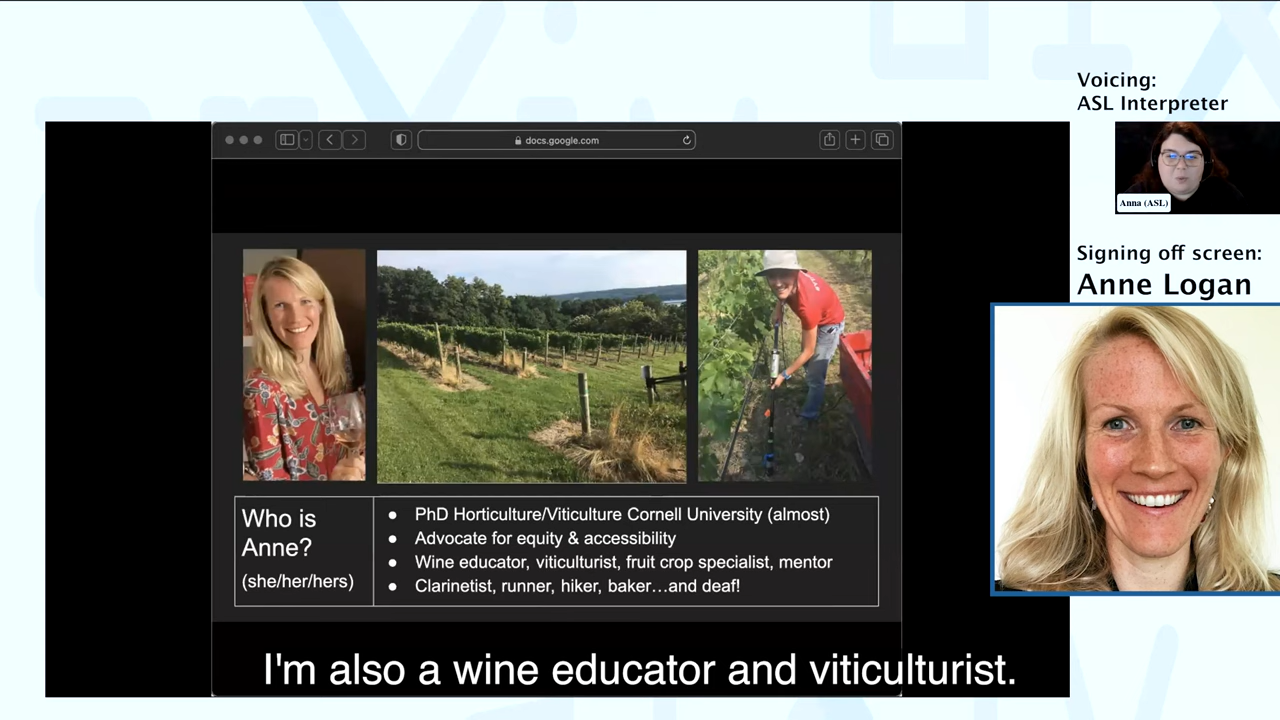 Voicing:
ASL Interpreter
docs.google.com
Anna (ASL)
Signing off screen:
Anne Logan
Who is
Anne?
(she/her/hers)
● PhD Horticulture/Viticulture Cornell University (almost)
● Advocate for equity & accessibility
● Wine educator, viticulturist, fruit crop specialist, mentor
● Clarinetist, runner, hiker, baker…and deaf!
I'm also a wine educator and viticulturist.